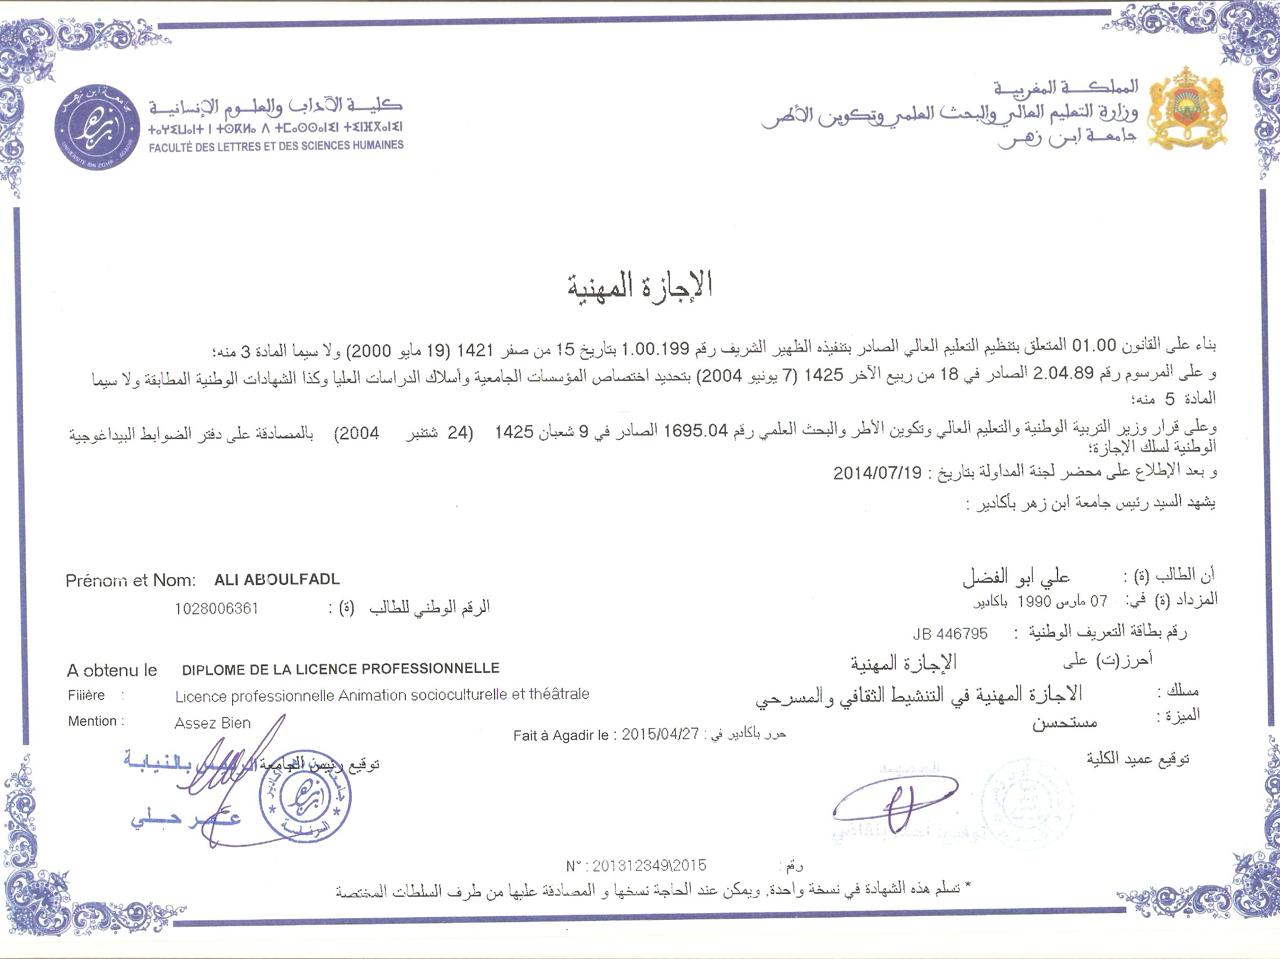 المملكة المغربية
وزارة التعليم العالي والبحث العلمي وتكوين الأطر
جامعة ابن زهر
كلية الآداب والعلوم الإنسانية
ⵜⴰⵖⵉⵡⴰⵏⵜ ⵏ ⵜⵙⴽⵍⴰ ⴷ ⵜⵎⴰⵙⵙⴰⵏⵉⵏ ⵜⵉⵏⴼⴳⴰⵏⵉⵏ
FACULTÉ DES LETTRES ET DES SCIENCES HUMAINES
جامعة ابن زهر
UNIVERSITE IBN ZOHR - AGADIR
الإجازة المهنية
بناء على القانون 01.00 المتعلق بتنظيم التعليم العالي الصادر بتنفيذه الظهير الشريف رقم 1.00.199 بتاريخ 15 من صفر 1421 (19 مايو 2000) ولا سيما المادة 3 منه؛
و على المرسوم رقم 2.04.89 الصادر في 18 من ربيع الآخر 1425 (7 يونيو 2004) بتحديد اختصاص المؤسسات الجامعية وأسلاك الدراسات العليا وكذا الشهادات الوطنية المطابقة ولا سيما
المادة 5 منه؛
وعلى قرار وزير التربية الوطنية والتعليم العالي وتكوين الأطر والبحث العلمي رقم 1695.04 الصادر في 9 شعبان 1425 (24 شتنبر 2004) بالمصادقة على دفتر الضوابط البيداغوجية
الوطنية لسلك الإجازة؛
و بعد الإطلاع على محضر لجنة المداولة بتاريخ : 2014/07/19
يشهد السيد رئيس جامعة ابن زهر بأكادير :
أن الطالب (ة) : علي ابو الفضل
Prénom et Nom: ALI ABOULFADL
المزداد (ة) في: 07 مارس 1990 باكادير
الرقم الوطني للطالب (ة) : 1028006361
رقم بطاقة التعريف الوطنية : JB 446795
أحرز(ت) على الإجازة المهنية
A obtenu le DIPLOME DE LA LICENCE PROFESSIONNELLE
مسلك : الاجازة المهنية في التنشيط الثقافي والمسرحي
Filière : Licence professionnelle Animation socioculturelle et théâtrale
الميزة : مستحسن
Mention : Assez Bien
Fait à Agadir le : 2015/04/27 : حرر باكادير في
توقيع عميد الكلية
توقيع رئيس الجامعة
بالنيابة
عمر حلي
N° : 201312349\2015 رقم :
* تسلم هذه الشهادة في نسخة واحدة, ويمكن عند الحاجة نسخها و المصادقة عليها من طرف السلطات المختصة